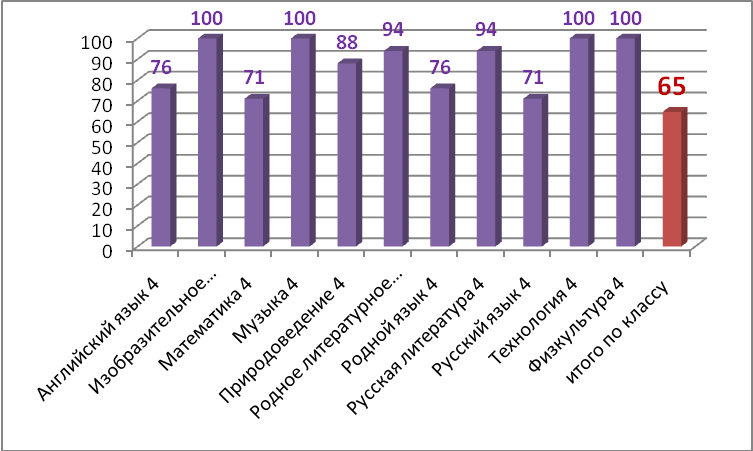 100
90
80
70
60
50
40
30
20
10
0
76
100
71
100
88
94
76
94
71
100
100
65
Английский язык 4
Изобразительное...
Математика 4
Музыка 4
Природоведение 4
Родное литературное...
Родной язык 4
Русская литература 4
Русский язык 4
Технология 4
Физкультура 4
итого по классу